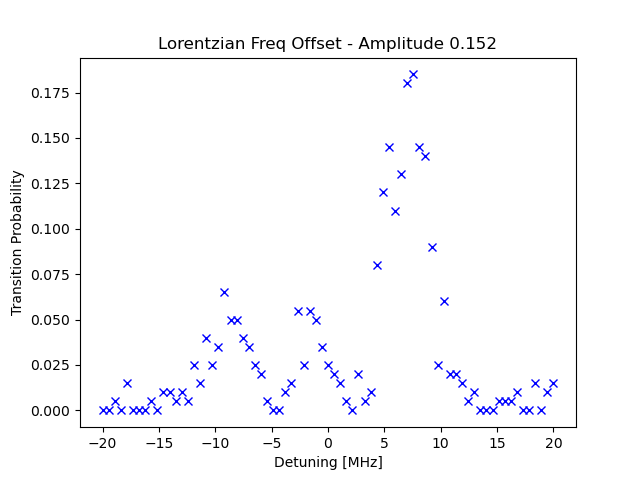 Lorentzian Freq Offset - Amplitude 0.152
Transition Probability
0.175
0.150
0.125
0.100
0.075
0.050
0.025
0.000
−20 −15 −10 −5 0 5 10 15 20
Detuning [MHz]